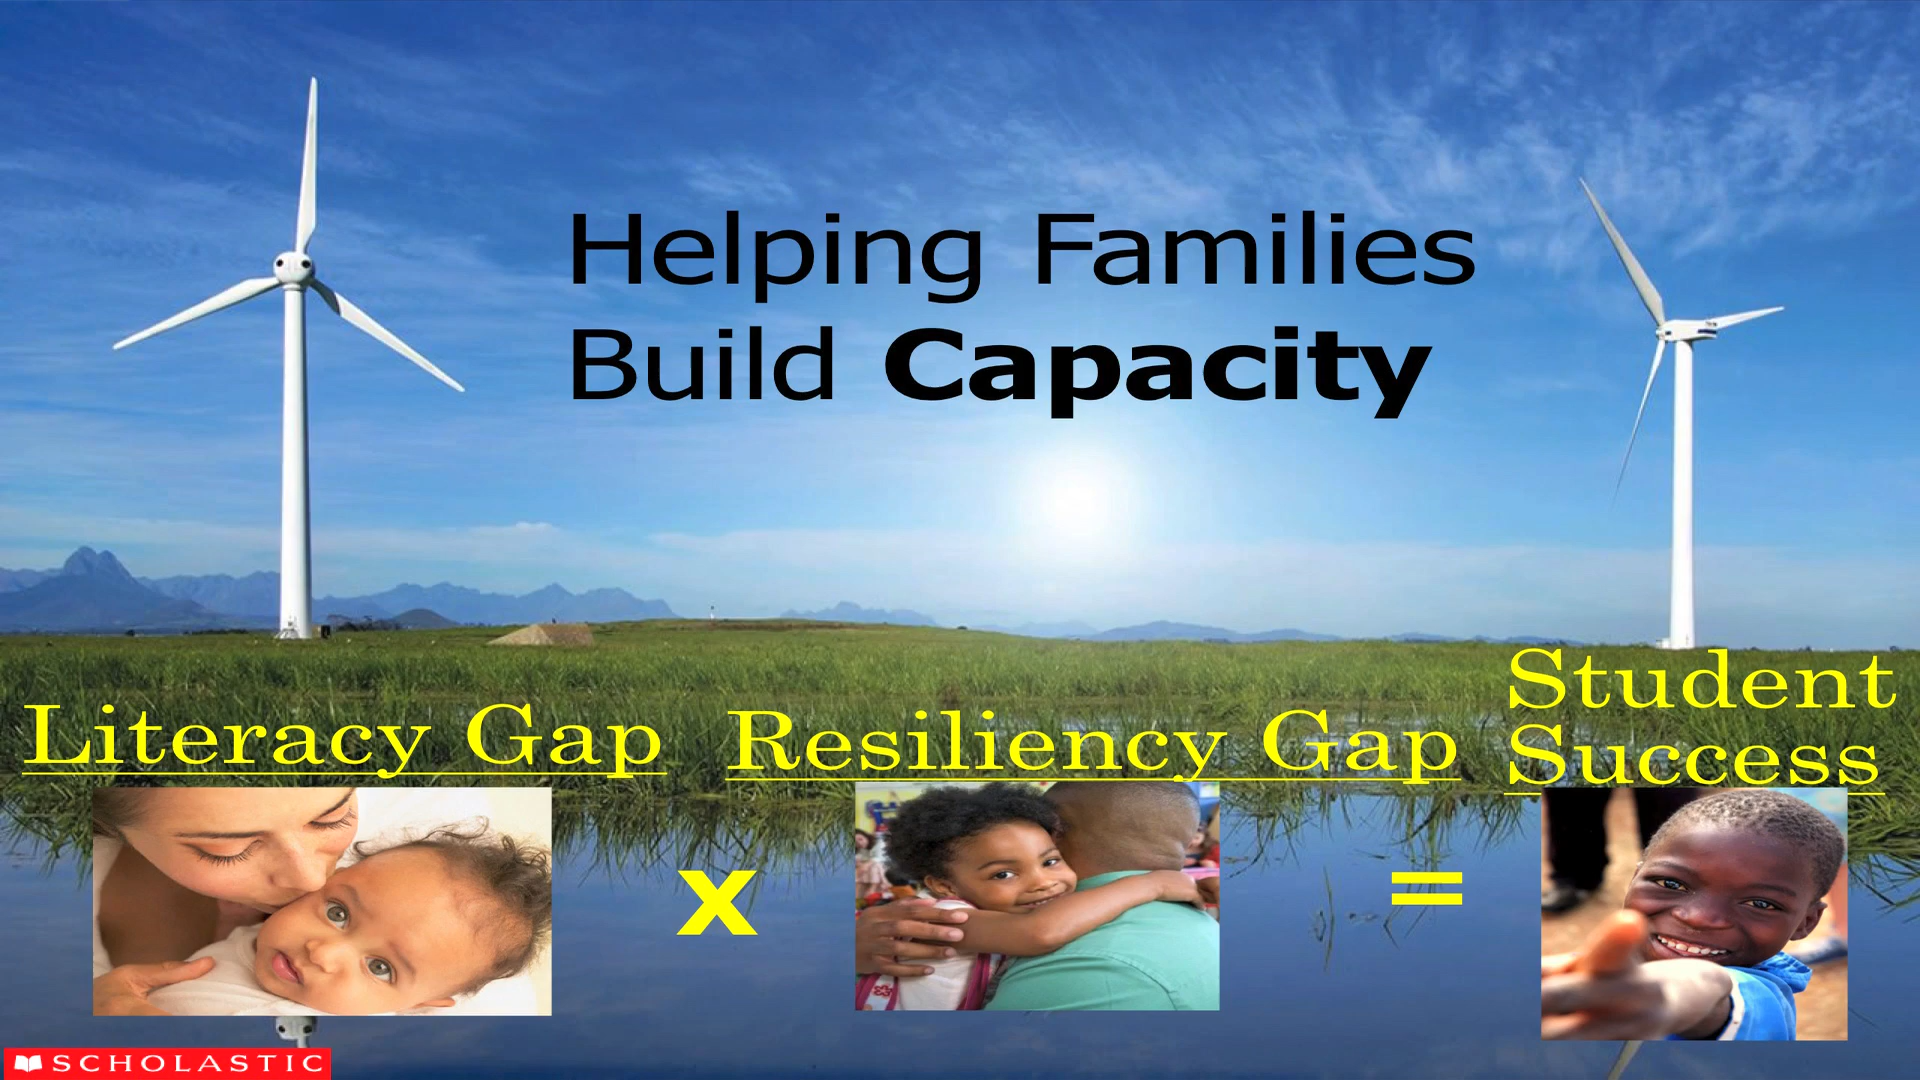 Helping Families
Build Capacity
Literacy Gap
Resiliency Gap
Student
Success
x
=
SCHOLASTIC